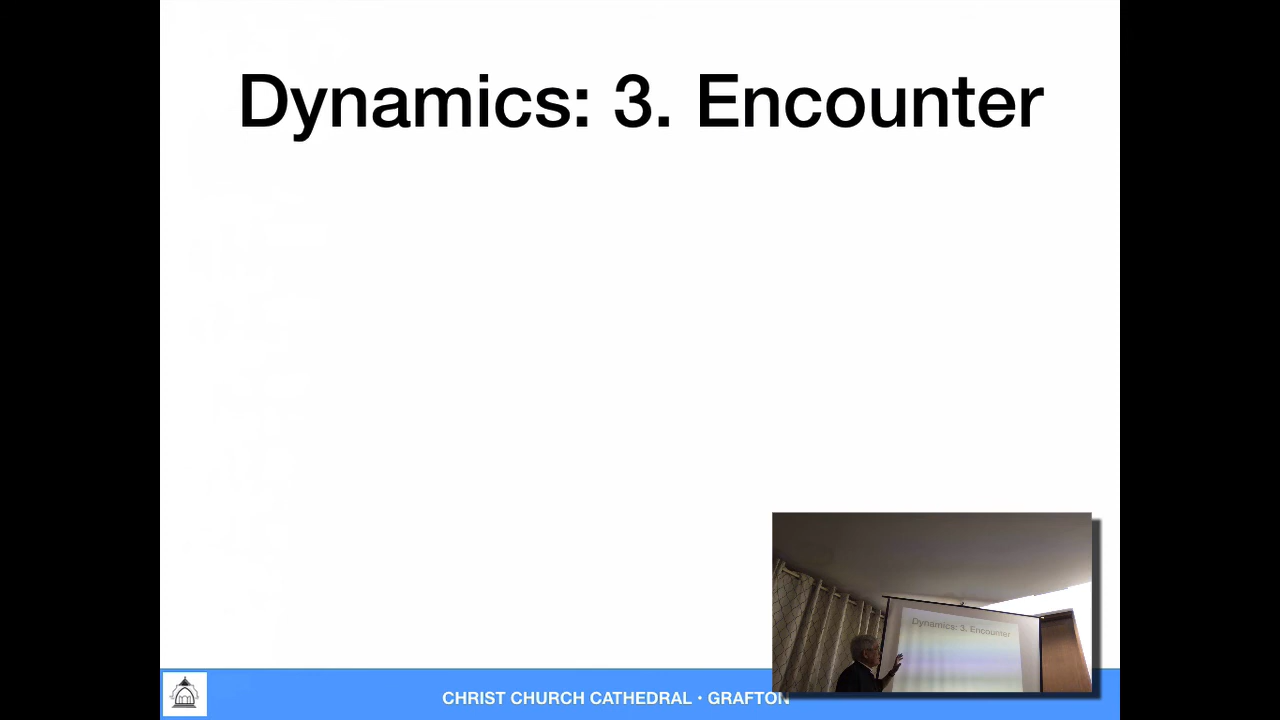 Dynamics: 3. Encounter
Dynamics: 3. Encounter
CHRIST CHURCH CATHEDRAL • GRAFTON